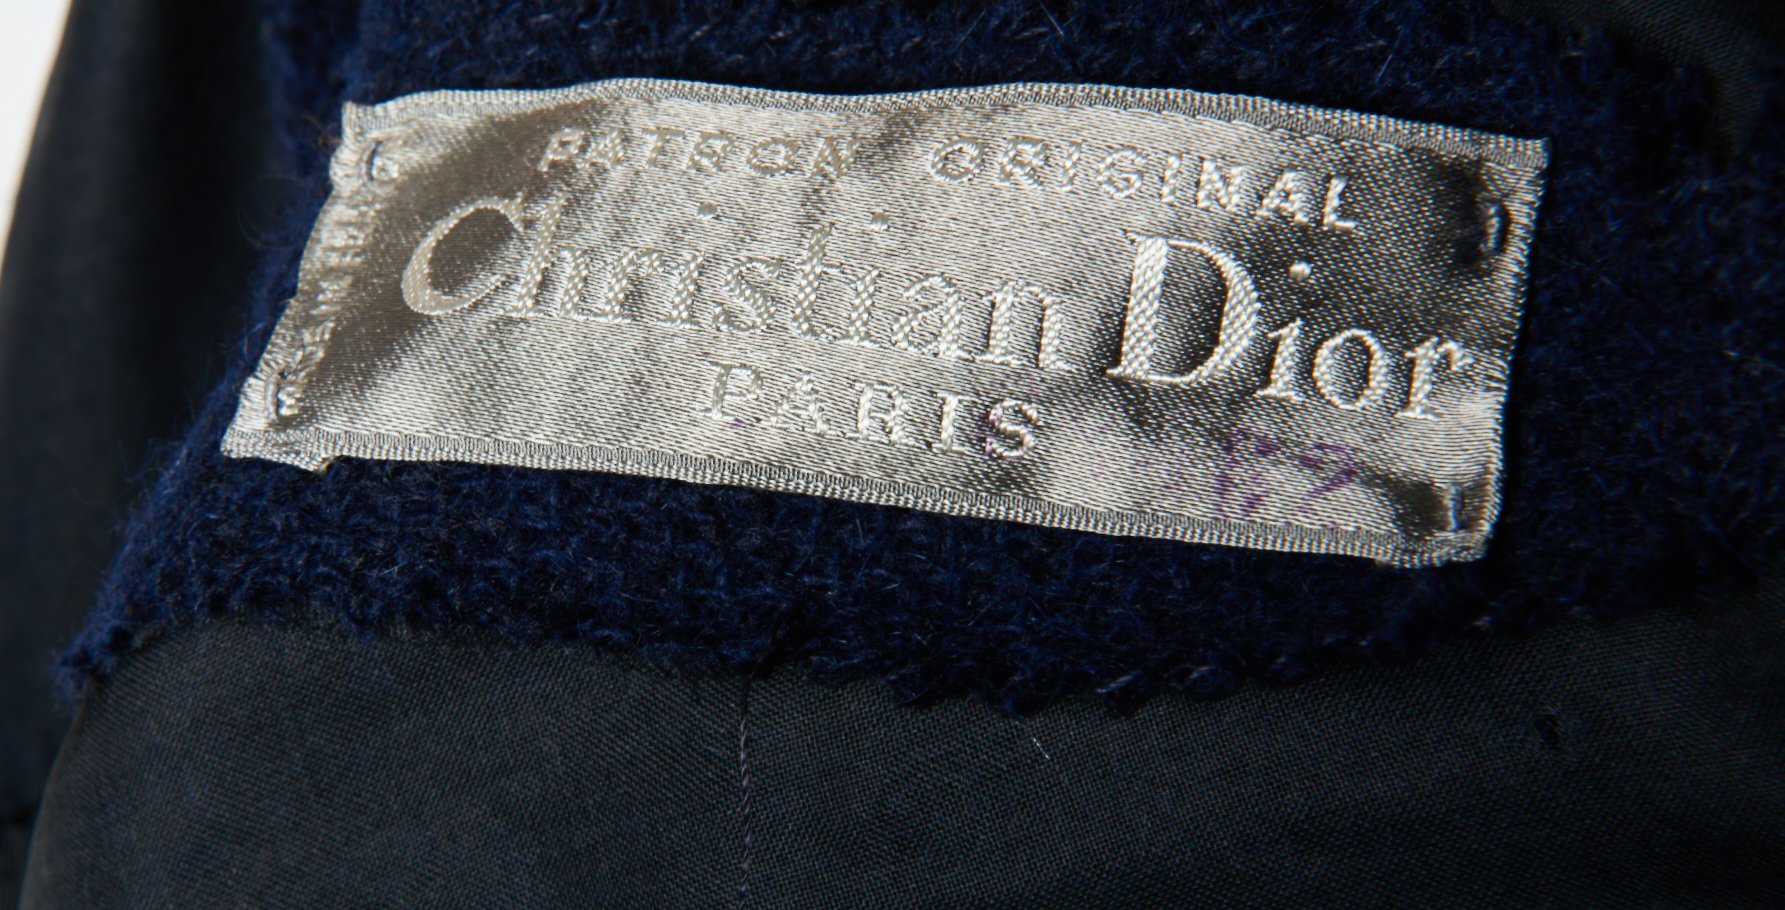 PATRON ORIGINAL
Christian Dior
PARIS